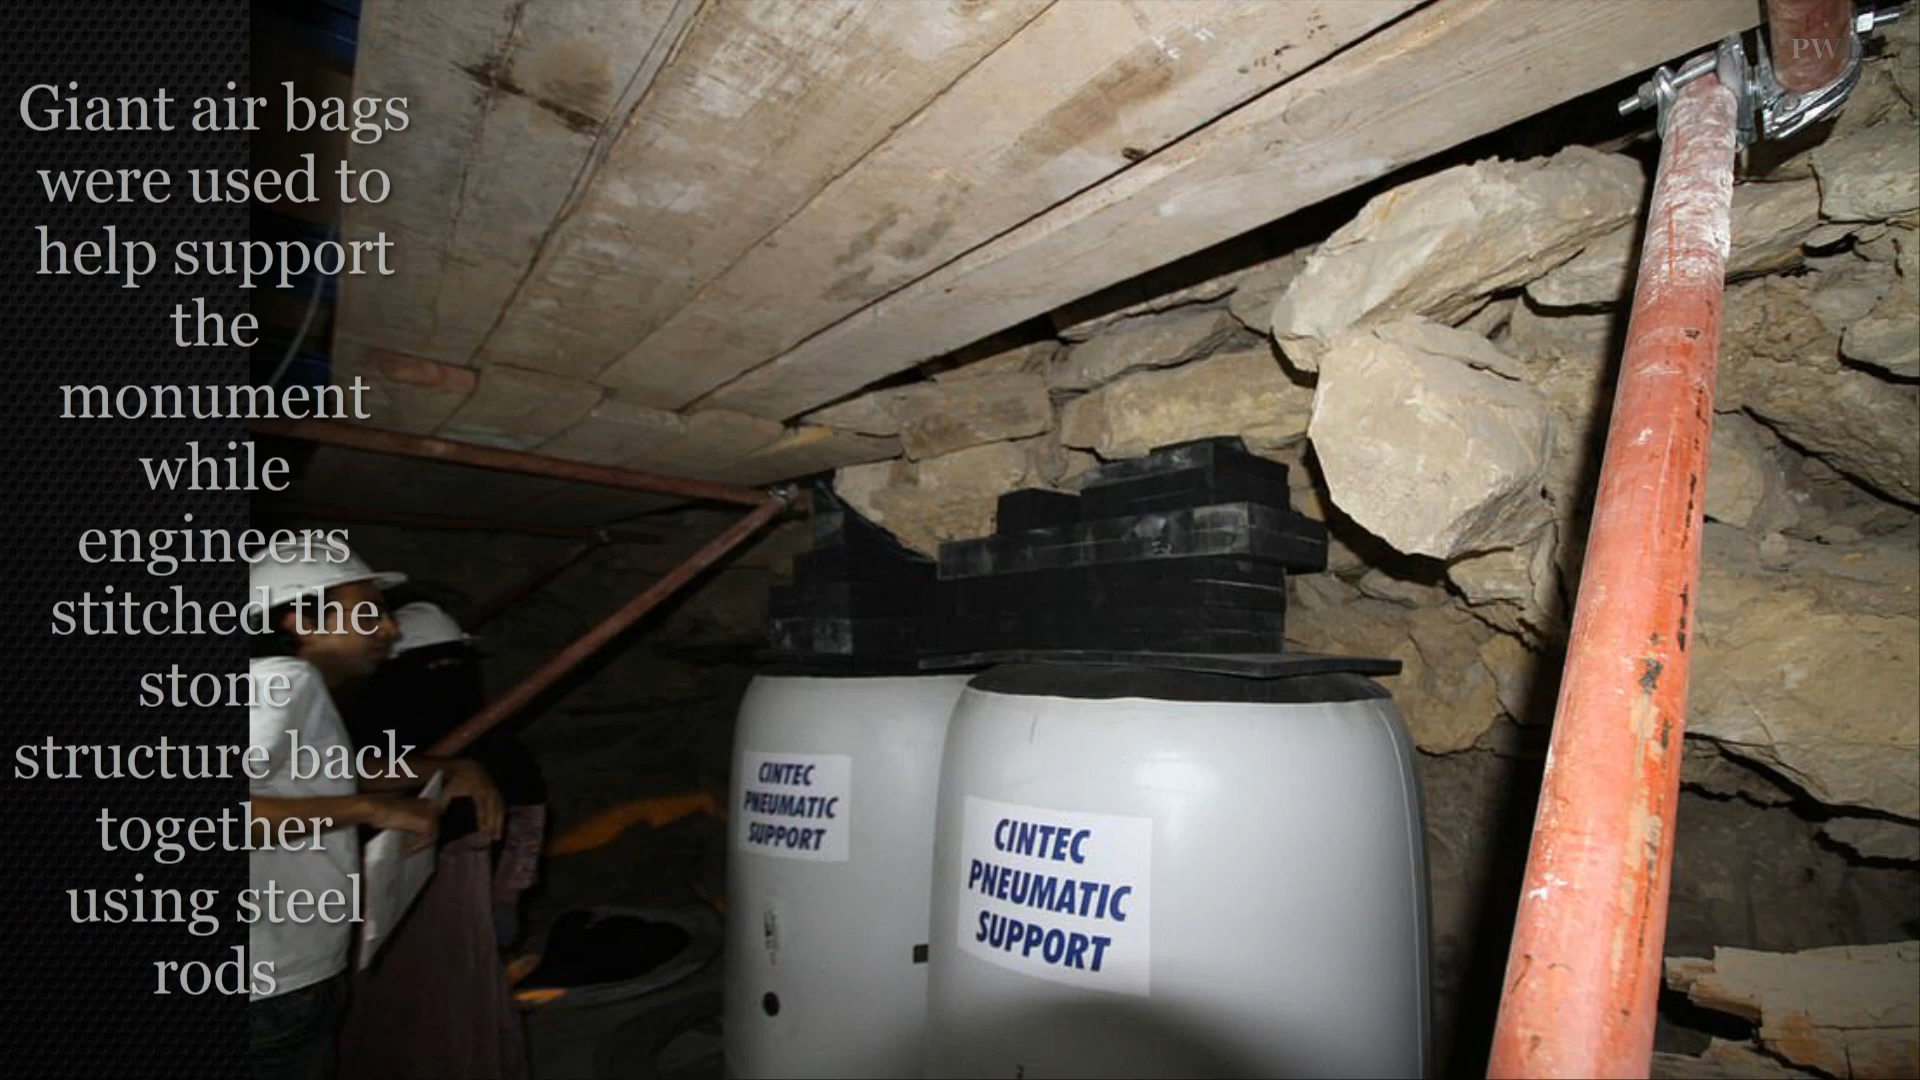 Giant air bags
were used to
help support
the
monument
while
engineers
stitched the
stone
structure back
together
using steel
rods
CINTEC
PNEUMATIC
SUPPORT
CINTEC
PNEUMATIC
SUPPORT